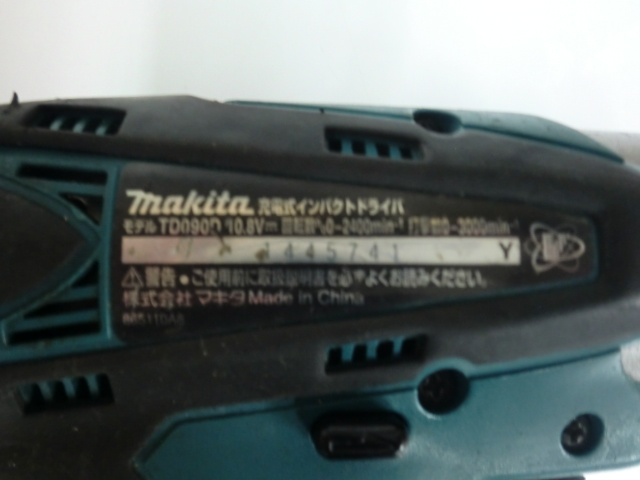 makita 充電式インパクトドライバ
モデル TD090D 10.8V⎓ 回転数 0-2400min⁻¹ 打撃数0-3000min⁻¹
1445741 Y
⚠警告●ご使用前に取扱説明書を必ずよくお読みください。
株式会社 マキタ Made in China